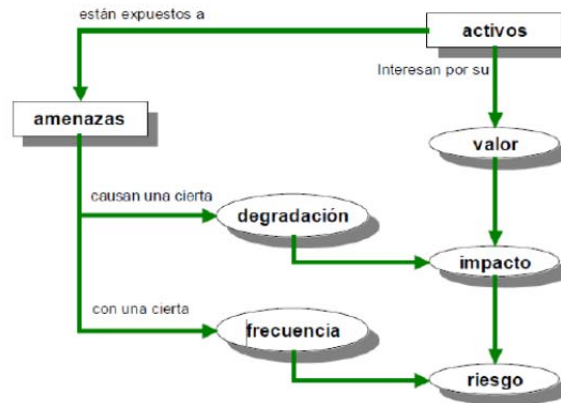 están expuestos a
activos
Interesan por su
amenazas
valor
causan una cierta
degradación
impacto
con una cierta
frecuencia
riesgo